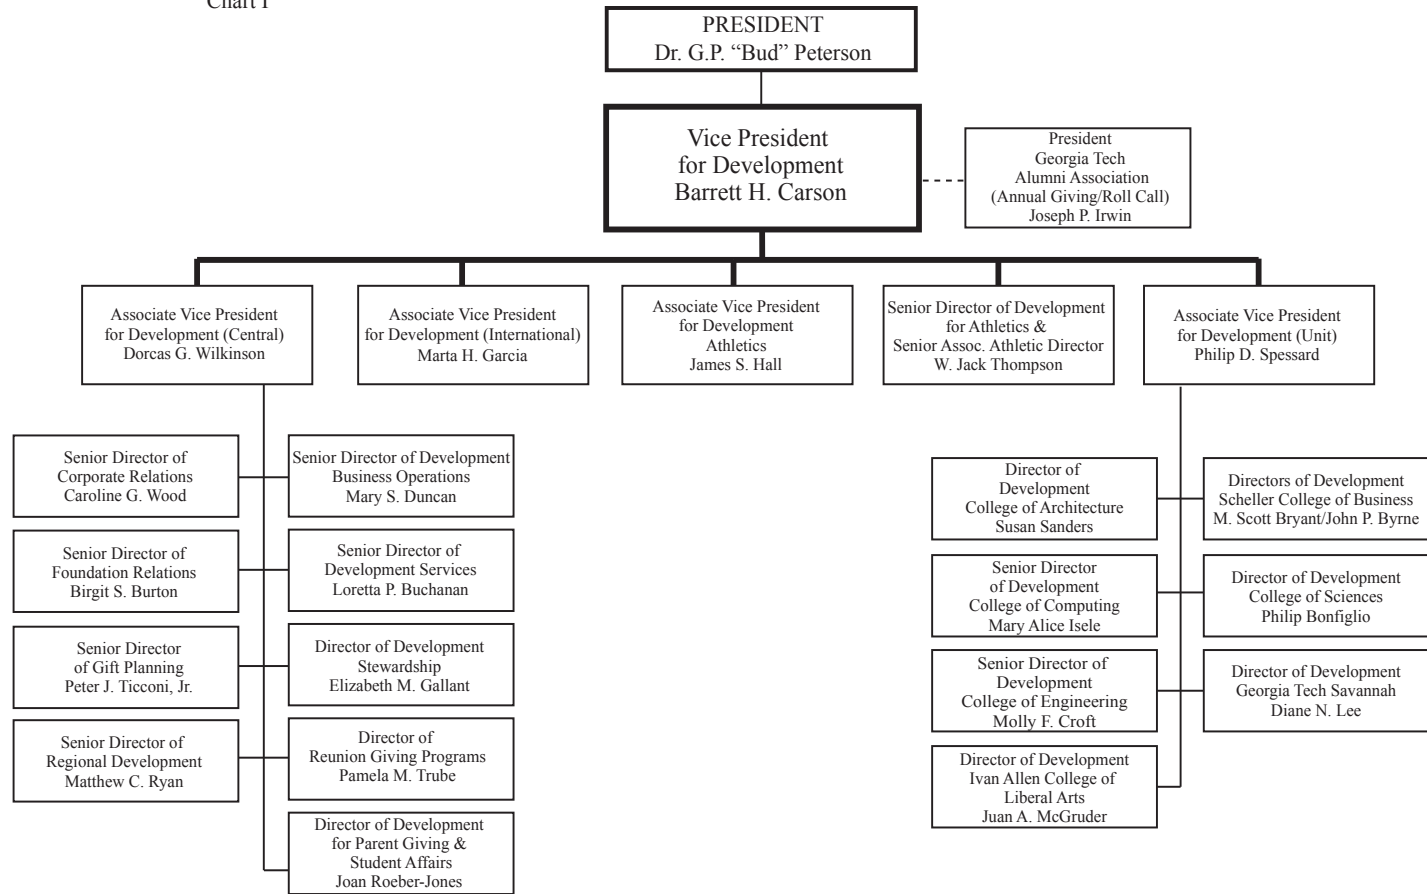 Chart I
PRESIDENT
Dr. G.P. “Bud” Peterson
Vice President
for Development
Barrett H. Carson
President
Georgia Tech
Alumni Association
(Annual Giving/Roll Call)
Joseph P. Irwin
Associate Vice President
for Development (Central)
Dorcas G. Wilkinson
Associate Vice President
for Development (International)
Marta H. Garcia
Associate Vice President
for Development
Athletics
James S. Hall
Senior Director of Development
for Athletics &
Senior Assoc. Athletic Director
W. Jack Thompson
Associate Vice President
for Development (Unit)
Philip D. Spessard
Senior Director of
Corporate Relations
Caroline G. Wood
Senior Director of Development
Business Operations
Mary S. Duncan
Senior Director of
Foundation Relations
Birgit S. Burton
Senior Director of
Development Services
Loretta P. Buchanan
Senior Director
of Gift Planning
Peter J. Ticconi, Jr.
Director of Development
Stewardship
Elizabeth M. Gallant
Senior Director of
Regional Development
Matthew C. Ryan
Director of
Reunion Giving Programs
Pamela M. Trube
Director of Development
for Parent Giving &
Student Affairs
Joan Roeber-Jones
Director of
Development
College of Architecture
Susan Sanders
Directors of Development
Scheller College of Business
M. Scott Bryant/John P. Byrne
Senior Director
of Development
College of Computing
Mary Alice Isele
Director of Development
College of Sciences
Philip Bonfiglio
Senior Director of
Development
College of Engineering
Molly F. Croft
Director of Development
Georgia Tech Savannah
Diane N. Lee
Director of Development
Ivan Allen College of
Liberal Arts
Juan A. McGruder